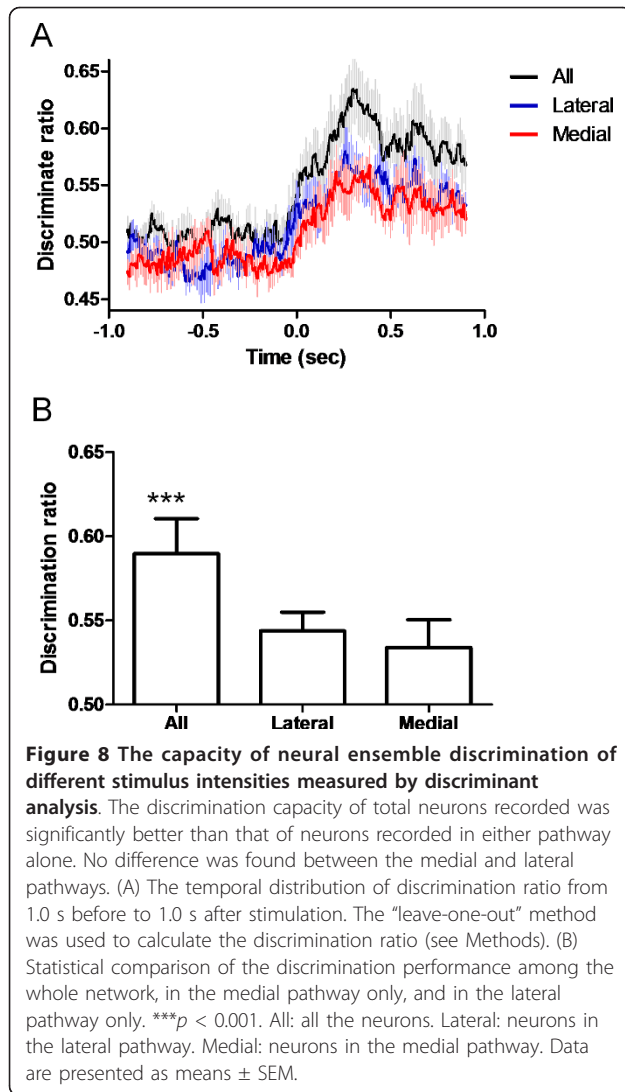 A
Discriminate ratio
0.65
0.60
0.55
0.50
0.45
-1.0
-0.5
0.0
0.5
1.0
Time (sec)
All
Lateral
Medial
B
Discrimination ratio
0.65
0.60
0.55
0.50
***
All
Lateral
Medial
Figure 8 The capacity of neural ensemble discrimination of
different stimulus intensities measured by discriminant
analysis. The discrimination capacity of total neurons recorded was
significantly better than that of neurons recorded in either pathway
alone. No difference was found between the medial and lateral
pathways. (A) The temporal distribution of discrimination ratio from
1.0 s before to 1.0 s after stimulation. The “leave-one-out” method
was used to calculate the discrimination ratio (see Methods). (B)
Statistical comparison of the discrimination performance among the
whole network, in the medial pathway only, and in the lateral
pathway only. ***p < 0.001. All: all the neurons. Lateral: neurons in
the lateral pathway. Medial: neurons in the medial pathway. Data
are presented as means ± SEM.